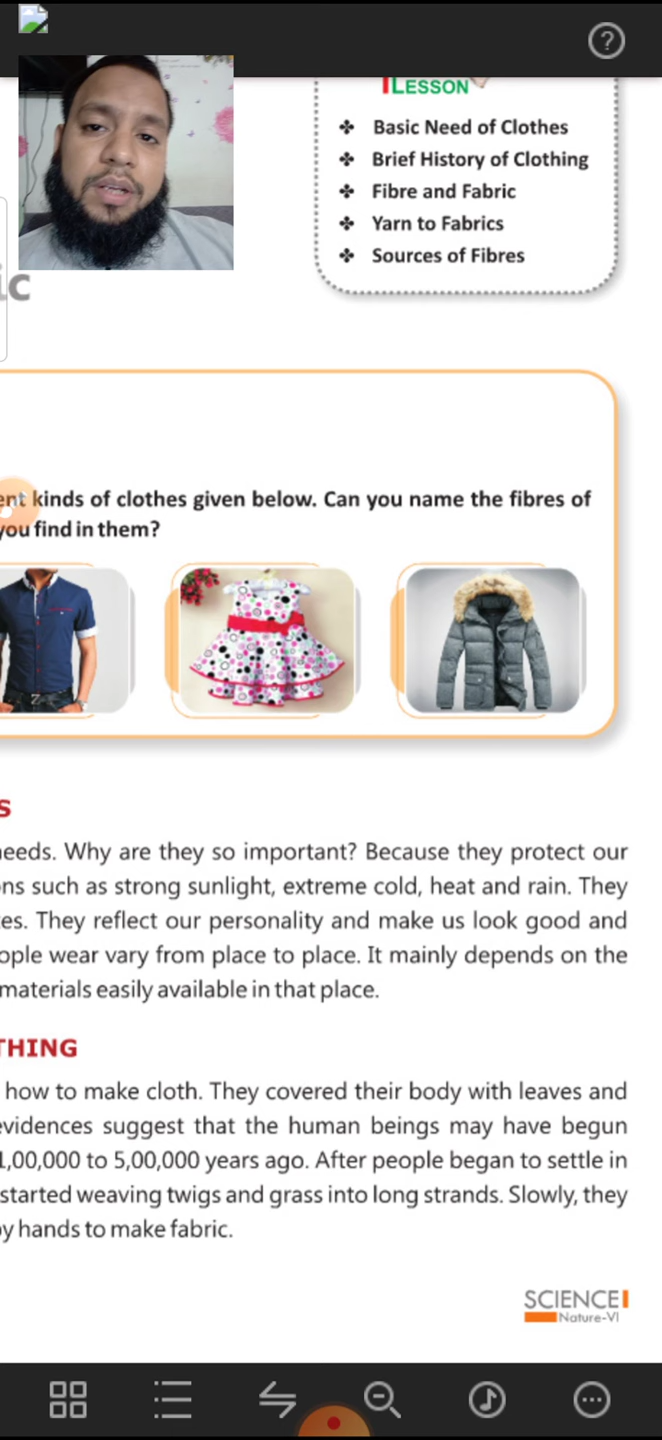 LESSON
❖ Basic Need of Clothes
❖ Brief History of Clothing
❖ Fibre and Fabric
❖ Yarn to Fabrics
❖ Sources of Fibres
ic
ent kinds of clothes given below. Can you name the fibres of
you find in them?
S
needs. Why are they so important? Because they protect our
ns such as strong sunlight, extreme cold, heat and rain. They
es. They reflect our personality and make us look good and
ople wear vary from place to place. It mainly depends on the
materials easily available in that place.
THING
how to make cloth. They covered their body with leaves and
evidences suggest that the human beings may have begun
1,00,000 to 5,00,000 years ago. After people began to settle in
started weaving twigs and grass into long strands. Slowly, they
by hands to make fabric.
SCIENCE
Nature-VI